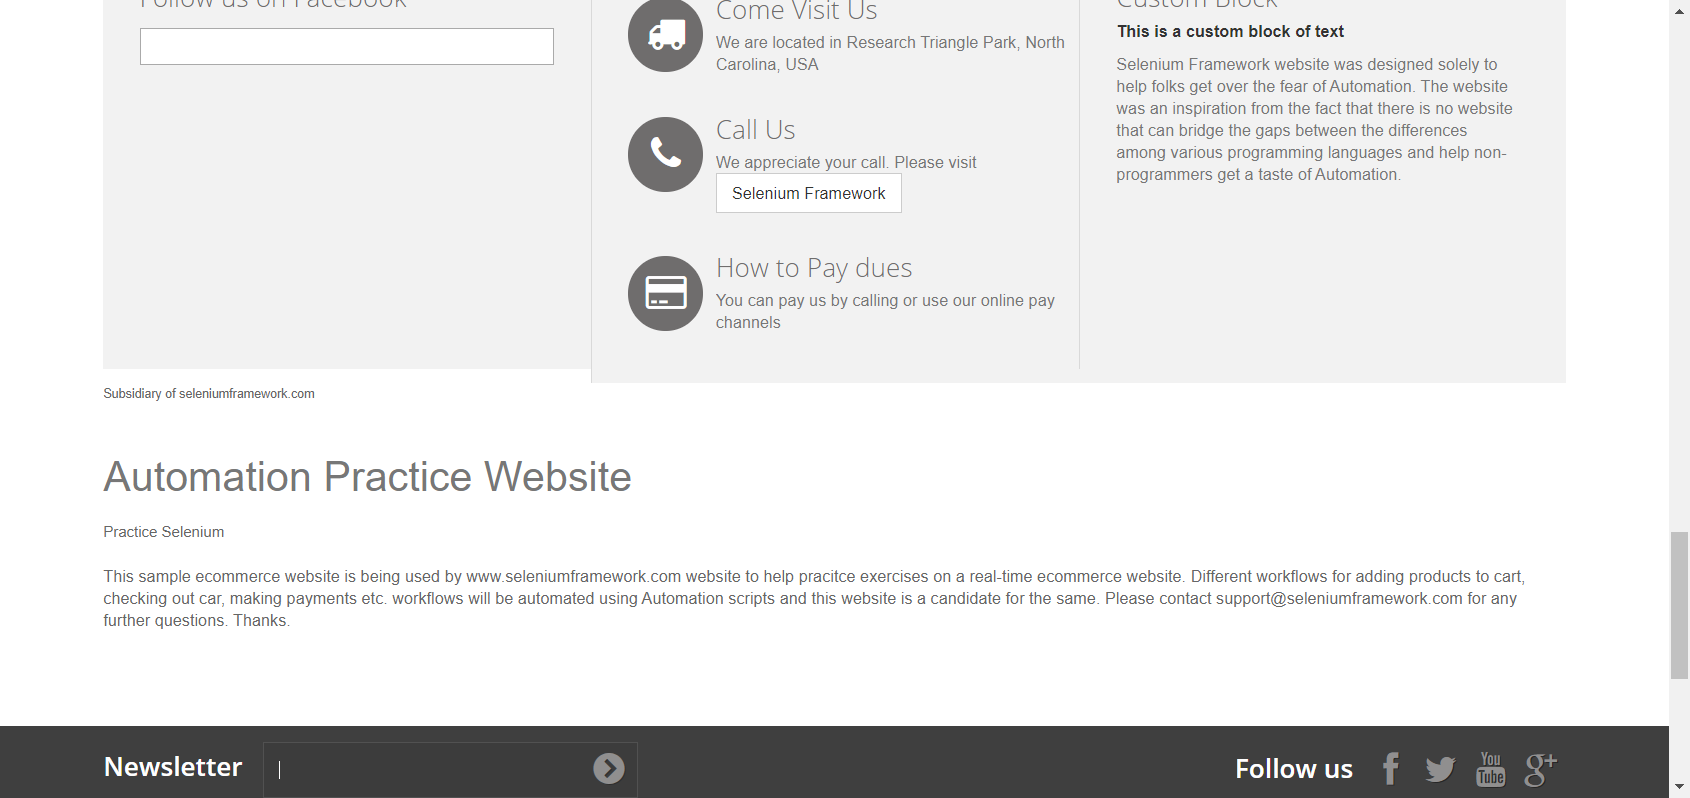 Follow us on Facebook
Come Visit Us
We are located in Research Triangle Park, North
Carolina, USA
Call Us
We appreciate your call. Please visit
Selenium Framework
How to Pay dues
You can pay us by calling or use our online pay
channels
Custom Block
This is a custom block of text
Selenium Framework website was designed solely to
help folks get over the fear of Automation. The website
was an inspiration from the fact that there is no website
that can bridge the gaps between the differences
among various programming languages and help non-
programmers get a taste of Automation.
Subsidiary of seleniumframework.com
Automation Practice Website
Practice Selenium
This sample ecommerce website is being used by www.seleniumframework.com website to help pracitce exercises on a real-time ecommerce website. Different workflows for adding products to cart,
checking out car, making payments etc. workflows will be automated using Automation scripts and this website is a candidate for the same. Please contact support@seleniumframework.com for any
further questions. Thanks.
Newsletter
Follow us
You
Tube
g+